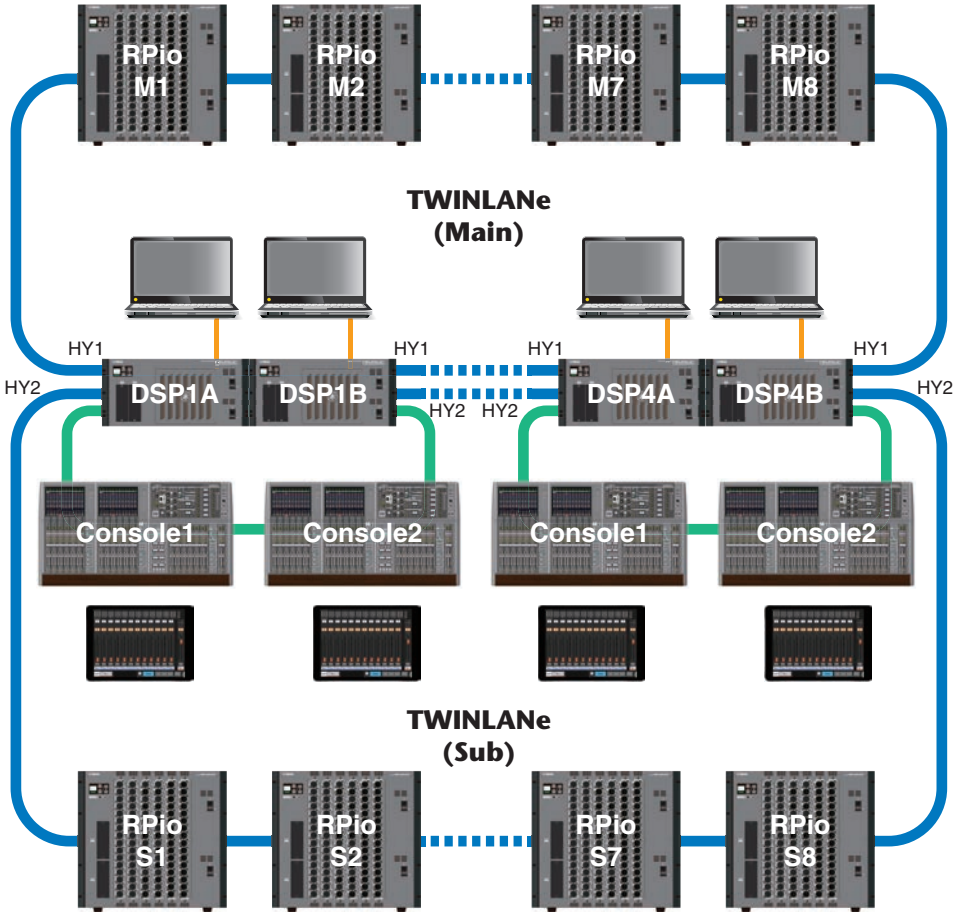 RPio
M1
RPio
M2
RPio
M7
RPio
M8
TWINLANe
(Main)
HY1
HY1
HY1
HY1
HY2
DSP1A
DSP1B
DSP4A
DSP4B
HY2
HY2
HY2
Console1
Console2
Console1
Console2
TWINLANe
(Sub)
RPio
S1
RPio
S2
RPio
S7
RPio
S8